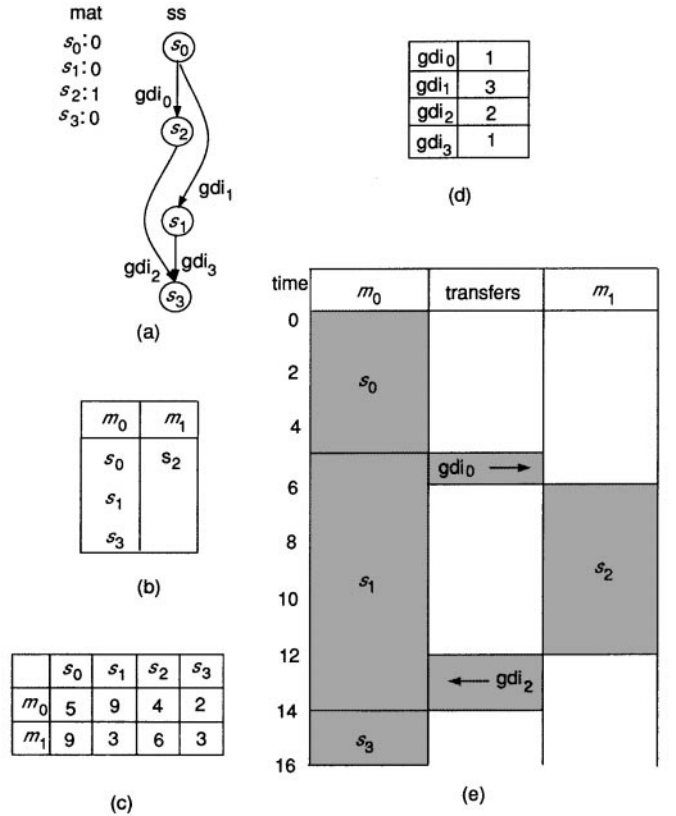 mat ss
s0:0
s1:0
s2:1
s3:0
s0
gdi0
s2
gdi1
s1
gdi2 gdi3
s3
(a)
gdi0 1
gdi1 3
gdi2 2
gdi3 1
(d)
m0 m1
s0 s2
s1
s3
(b)
s0 s1 s2 s3
m0 5 9 4 2
m1 9 3 6 3
(c)
time m0 transfers m1
0
2
s0
4
gdi0
6
8
s2
s1
10
12
gdi2
14
s3
16
(e)